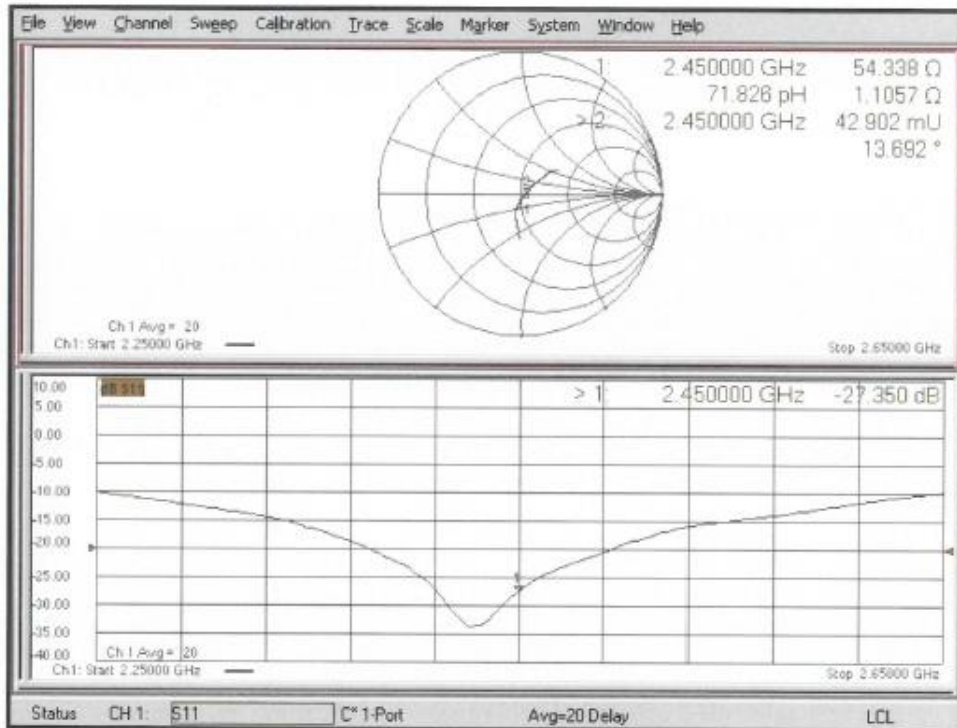 File View Channel Sweep Calibration Trace Scale Marker System Window Help
1: 2.450000 GHz 54.338 Ω
71.826 pH 1.1057 Ω
> 2: 2.450000 GHz 42.902 mU
13.692 °
Ch 1 Avg = 20
Ch1: Start 2.25000 GHz
Stop 2.65000 GHz
10.00
dB S11
> 1: 2.450000 GHz -27.350 dB
5.00
0.00
-5.00
-10.00
-15.00
-20.00
-25.00
1
-30.00
-35.00
-40.00
Ch 1 Avg = 20
Ch1: Start 2.25000 GHz
Stop 2.65000 GHz
Status CH 1: S11 C* 1-Port Avg=20 Delay LCL